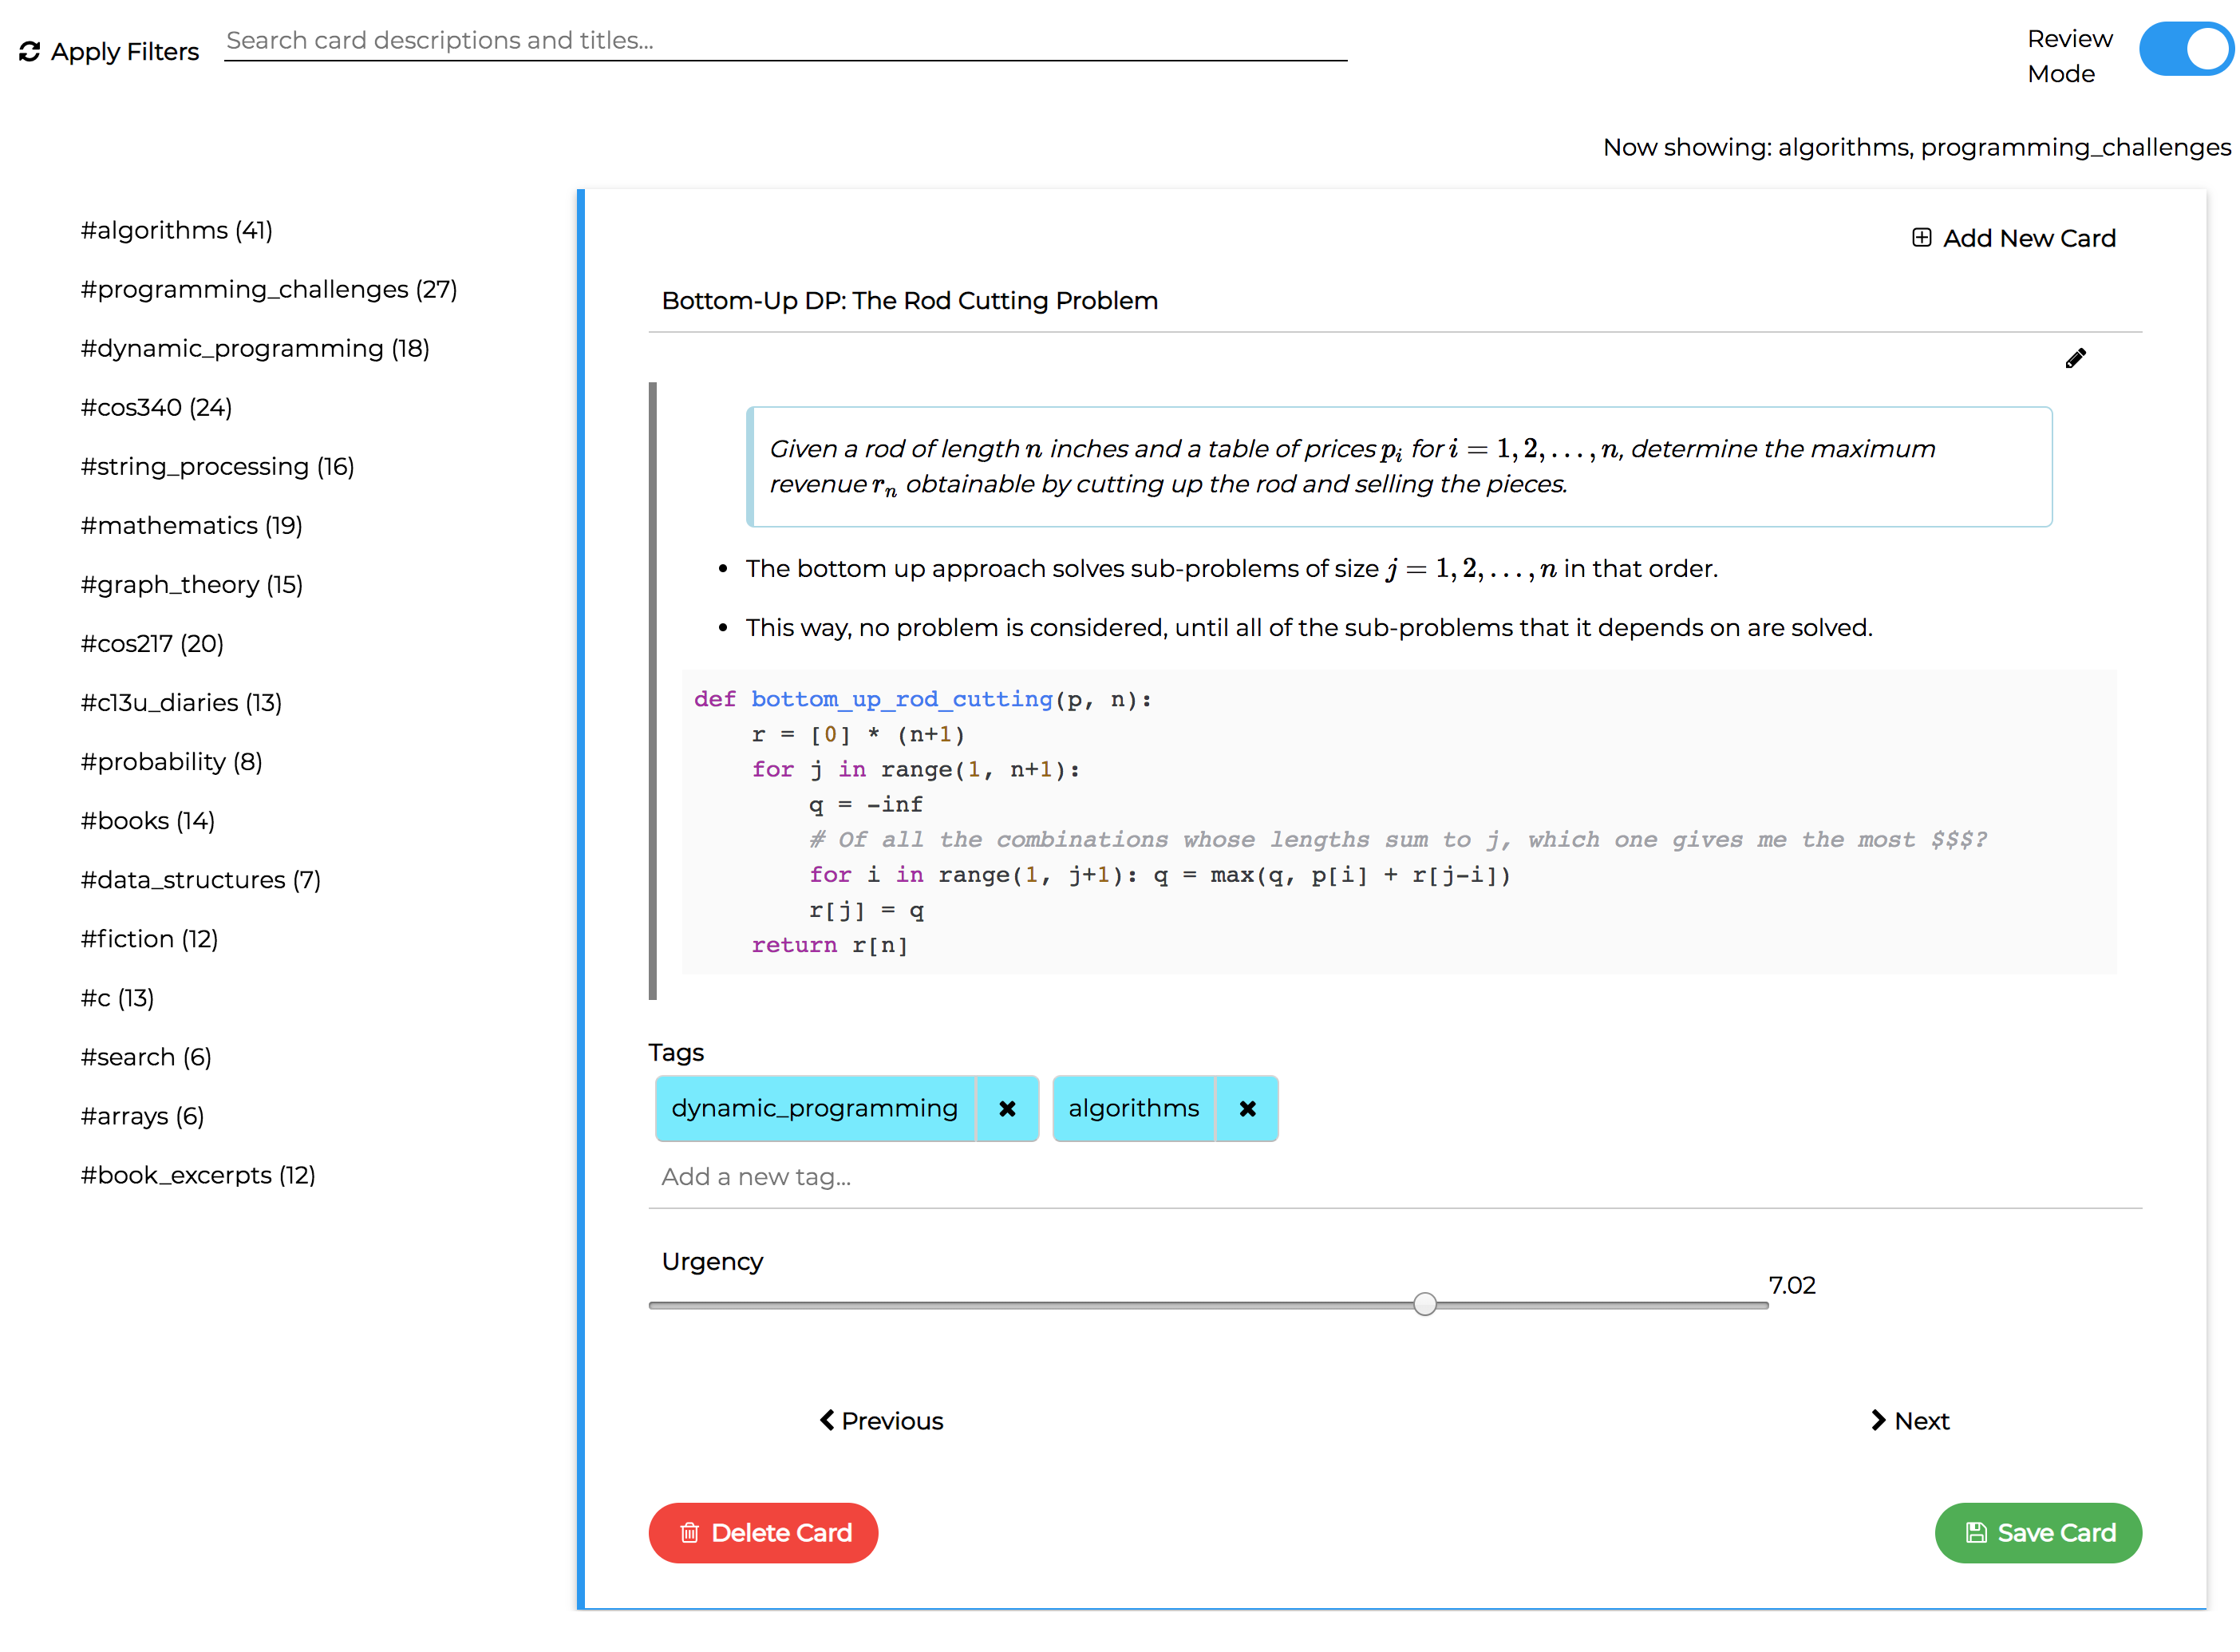 Apply Filters
Search card descriptions and titles...
Review
Mode
Now showing: algorithms, programming_challenges
#algorithms (41)
#programming_challenges (27)
#dynamic_programming (18)
#cos340 (24)
#string_processing (16)
#mathematics (19)
#graph_theory (15)
#cos217 (20)
#c13u_diaries (13)
#probability (8)
#books (14)
#data_structures (7)
#fiction (12)
#c (13)
#search (6)
#arrays (6)
#book_excerpts (12)
Add New Card
Bottom-Up DP: The Rod Cutting Problem
Given a rod of length n inches and a table of prices pᵢ for i = 1, 2, . . . , n, determine the maximum
revenue rₙ obtainable by cutting up the rod and selling the pieces.
• The bottom up approach solves sub-problems of size j = 1, 2, . . . , n in that order.
• This way, no problem is considered, until all of the sub-problems that it depends on are solved.
def bottom_up_rod_cutting(p, n):
    r = [0] * (n+1)
    for j in range(1, n+1):
        q = -inf
        # Of all the combinations whose lengths sum to j, which one gives me the most $$$?
        for i in range(1, j+1): q = max(q, p[i] + r[j-i])
        r[j] = q
    return r[n]
Tags
dynamic_programming
algorithms
Add a new tag...
Urgency
7.02
Previous
Next
Delete Card
Save Card